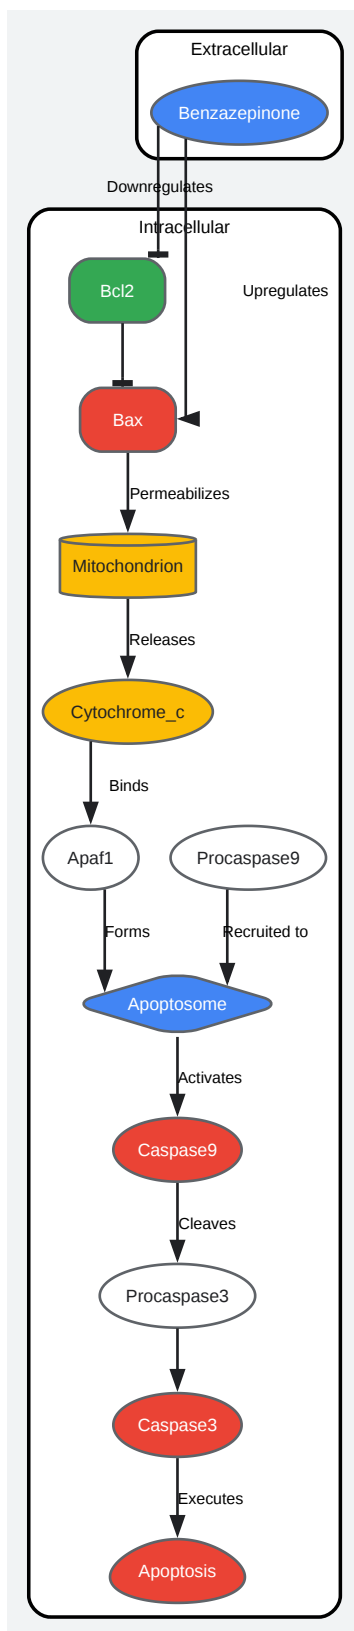 Extracellular
Benzazepinone
Downregulates
Intracellular
Bcl2
Upregulates
Bax
Permeabilizes
Mitochondrion
Releases
Cytochrome_c
Binds
Apaf1
Procaspase9
Forms
Recruited to
Apoptosome
Activates
Caspase9
Cleaves
Procaspase3
Caspase3
Executes
Apoptosis